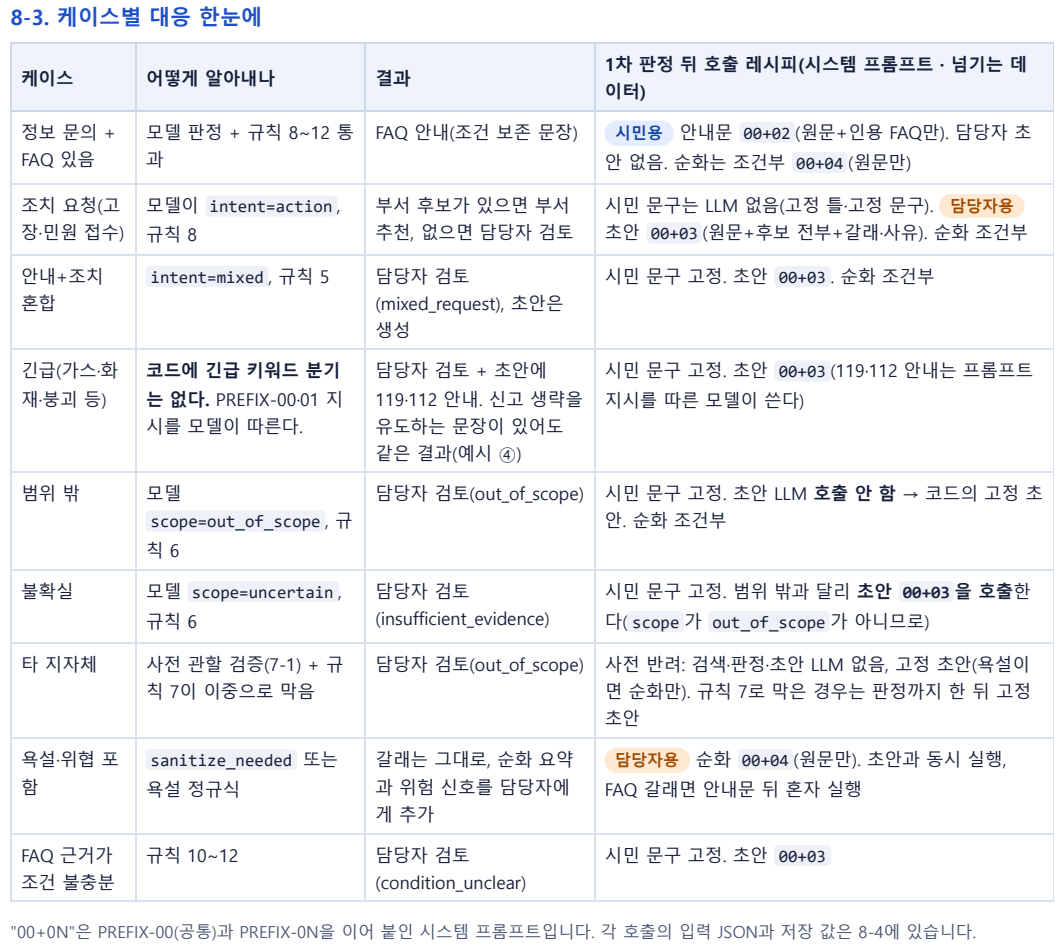 8-3. 케이스별 대응 한눈에
케이스
어떻게 알아내나
결과
1차 판정 뒤 호출 레시피(시스템 프롬프트 · 넘기는 데
이터)
정보 문의 +
FAQ 있음
모델 판정 + 규칙 8~12 통
과
FAQ 안내(조건 보존 문장)
시민용 안내문 00+02(원문+인용 FAQ만). 담당자 초
안 없음. 순화는 조건부 00+04(원문만)
조치 요청(고
장·민원 접수)
모델이 intent=action,
규칙 8
부서 후보가 있으면 부서
추천, 없으면 담당자 검토
시민 문구는 LLM 없음(고정 틀·고정 문구). 담당자용
초안 00+03(원문+후보 전부+갈래·사유). 순화 조건부
안내+조치
혼합
intent=mixed, 규칙 5
담당자 검토
(mixed_request), 초안은
생성
시민 문구 고정. 초안 00+03. 순화 조건부
긴급(가스·화
재·붕괴 등)
코드에 긴급 키워드 분기
는 없다. PREFIX-00·01 지
시를 모델이 따른다.
담당자 검토 + 초안에
119·112 안내. 신고 생략을
유도하는 문장이 있어도
같은 결과(예시 ④)
시민 문구 고정. 초안 00+03(119·112 안내는 프롬프트
지시를 따른 모델이 쓴다)
범위 밖
모델
scope=out_of_scope, 규
칙 6
담당자 검토(out_of_scope)
시민 문구 고정. 초안 LLM 호출 안 함 → 코드의 고정 초
안. 순화 조건부
불확실
모델 scope=uncertain,
규칙 6
담당자 검토
(insufficient_evidence)
시민 문구 고정. 범위 밖과 달리 초안 00+03을 호출한
다(scope가 out_of_scope가 아니므로)
타 지자체
사전 관할 검증(7-1) + 규
칙 7이 이중으로 막음
담당자 검토(out_of_scope)
사전 반려: 검색·판정·초안 LLM 없음, 고정 초안(욕설이
면 순화만). 규칙 7로 막은 경우는 판정까지 한 뒤 고정
초안
욕설·위협 포
함
sanitize_needed 또는
욕설 정규식
갈래는 그대로, 순화 요약
과 위험 신호를 담당자에
게 추가
담당자용 순화 00+04(원문만). 초안과 동시 실행,
FAQ 갈래면 안내문 뒤 혼자 실행
FAQ 근거가
조건 불충분
규칙 10~12
담당자 검토
(condition_unclear)
시민 문구 고정. 초안 00+03
"00+0N"은 PREFIX-00(공통)과 PREFIX-0N을 이어 붙인 시스템 프롬프트입니다. 각 호출의 입력 JSON과 저장 값은 8-4에 있습니다.